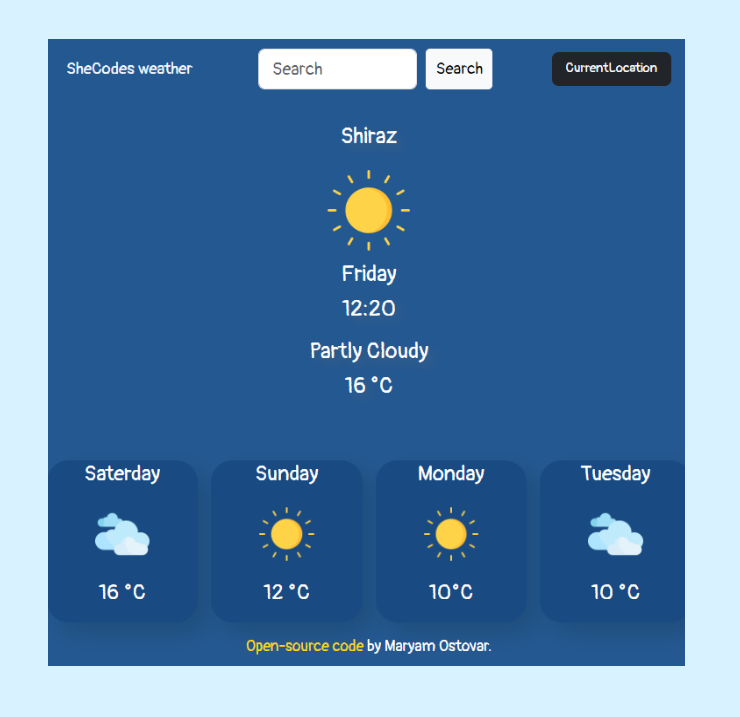 SheCodes weather Search Search CurrentLocation
Shiraz
Friday
12:20
Partly Cloudy
16 °C
Saterday Sunday Monday Tuesday
16 °C 12 °C 10°C 10 °C
Open-source code by Maryam Ostovar.